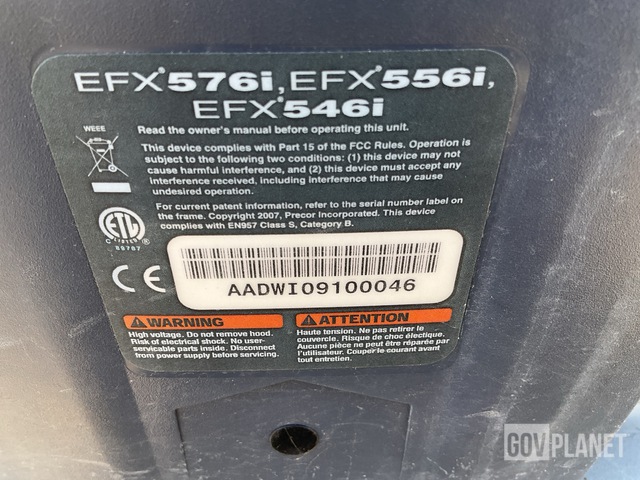 EFX®576i, EFX®556i,
EFX®546i
WEEE
Read the owner's manual before operating this unit.
This device complies with Part 15 of the FCC Rules. Operation is
subject to the following two conditions: (1) this device may not
cause harmful interference, and (2) this device must accept any
interference received, including interference that may cause
undesired operation.
For current patent information, refer to the serial number label on
the frame. Copyright 2007, Precor Incorporated. This device
complies with EN957 Class S, Category B.
ETL
C LISTED
89767
CE
AADWI09100046
WARNING
High voltage. Do not remove hood.
Risk of electrical shock. No user-
servicable parts inside. Disconnect
from power supply before servicing.
ATTENTION
Haute tension. Ne pas retirer le
couvercle. Risque de choc électrique.
Aucune pièce ne peut être réparée par
l'utilisateur. Couper le courant avant
tout entretien.
GOVPLANET